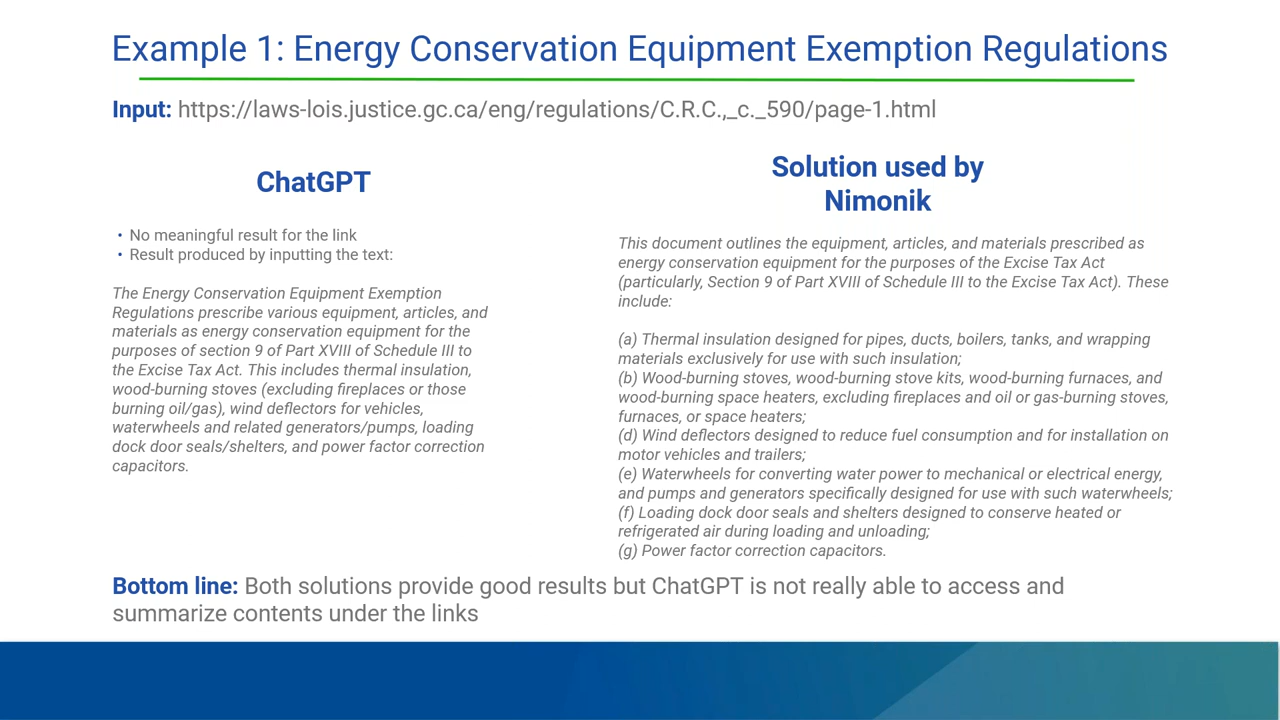 Example 1: Energy Conservation Equipment Exemption Regulations
Input: https://laws-lois.justice.gc.ca/eng/regulations/C.R.C.,_c._590/page-1.html
ChatGPT
• No meaningful result for the link
• Result produced by inputting the text:
The Energy Conservation Equipment Exemption
Regulations prescribe various equipment, articles, and
materials as energy conservation equipment for the
purposes of section 9 of Part XVIII of Schedule III to
the Excise Tax Act. This includes thermal insulation,
wood-burning stoves (excluding fireplaces or those
burning oil/gas), wind deflectors for vehicles,
waterwheels and related generators/pumps, loading
dock door seals/shelters, and power factor correction
capacitors.
Solution used by
Nimonik
This document outlines the equipment, articles, and materials prescribed as
energy conservation equipment for the purposes of the Excise Tax Act
(particularly, Section 9 of Part XVIII of Schedule III to the Excise Tax Act). These
include:
(a) Thermal insulation designed for pipes, ducts, boilers, tanks, and wrapping
materials exclusively for use with such insulation;
(b) Wood-burning stoves, wood-burning stove kits, wood-burning furnaces, and
wood-burning space heaters, excluding fireplaces and oil or gas-burning stoves,
furnaces, or space heaters;
(d) Wind deflectors designed to reduce fuel consumption and for installation on
motor vehicles and trailers;
(e) Waterwheels for converting water power to mechanical or electrical energy,
and pumps and generators specifically designed for use with such waterwheels;
(f) Loading dock door seals and shelters designed to conserve heated or
refrigerated air during loading and unloading;
(g) Power factor correction capacitors.
Bottom line: Both solutions provide good results but ChatGPT is not really able to access and
summarize contents under the links